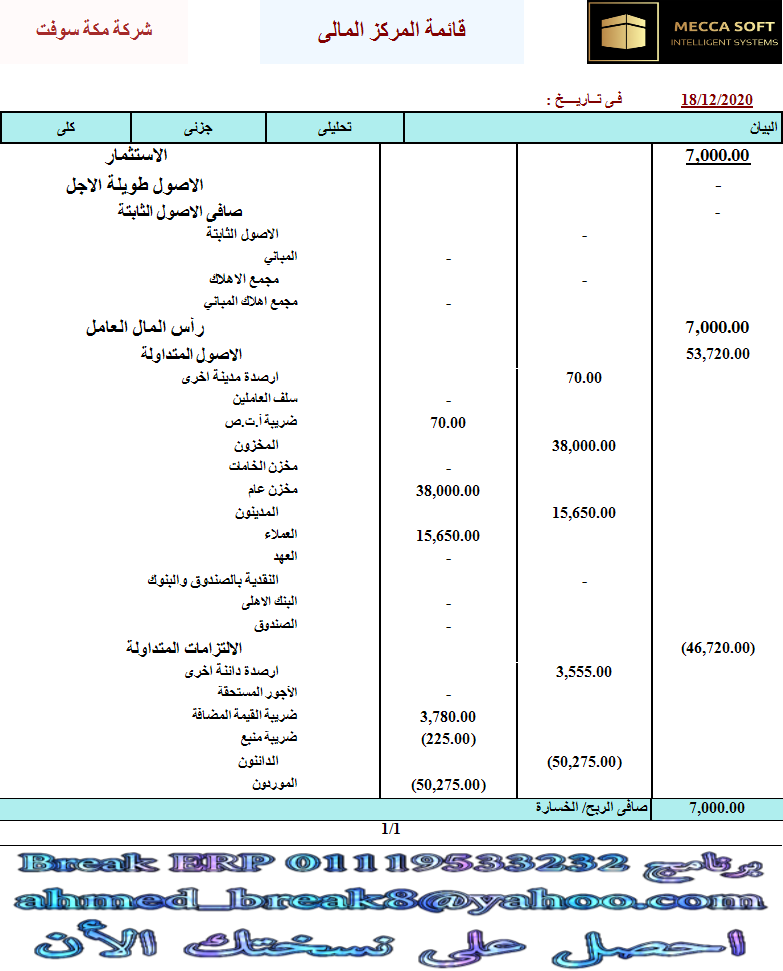 شركة مكة سوفت
قائمة المركز المالى
MECCA SOFT
INTELLIGENT SYSTEMS
فى تـاريـــخ : 18/12/2020
البيان تحليلى جزئى كلى
الاستثمار 7,000.00
الاصول طويلة الاجل -
صافى الاصول الثابتة -
الاصول الثابتة -
المباني -
مجمع الاهلاك -
مجمع اهلاك المباني -
رأس المال العامل 7,000.00
الاصول المتداولة 53,720.00
ارصدة مدينة اخرى 70.00
سلف العاملين -
ضريبة أ.ت.ص 70.00
المخزون 38,000.00
مخزن الخامات -
مخزن عام 38,000.00
المدينون 15,650.00
العملاء 15,650.00
العهد -
النقدية بالصندوق والبنوك -
البنك الاهلى -
الصندوق -
الالتزامات المتداولة (46,720.00)
ارصدة دائنة اخرى 3,555.00
الأجور المستحقة -
ضريبة القيمة المضافة 3,780.00
ضريبة منبع (225.00)
الدائنون (50,275.00)
الموردون (50,275.00)
صافى الربح/ الخسارة 7,000.00
1/1
برنامج Break ERP 01119533232
ahmed_break8@yahoo.com
احصل على نسختك الأن